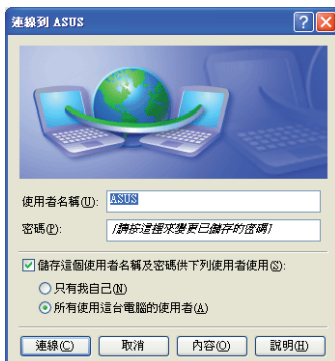 連線到 ASUS
使用者名稱(U): ASUS
密碼(P): [請按這裡來變更已儲存的密碼]
儲存這個使用者名稱及密碼供下列使用者使用(S):
只有我自己(N)
所有使用這台電腦的使用者(A)
連線(C) 取消 內容(O) 說明(H)